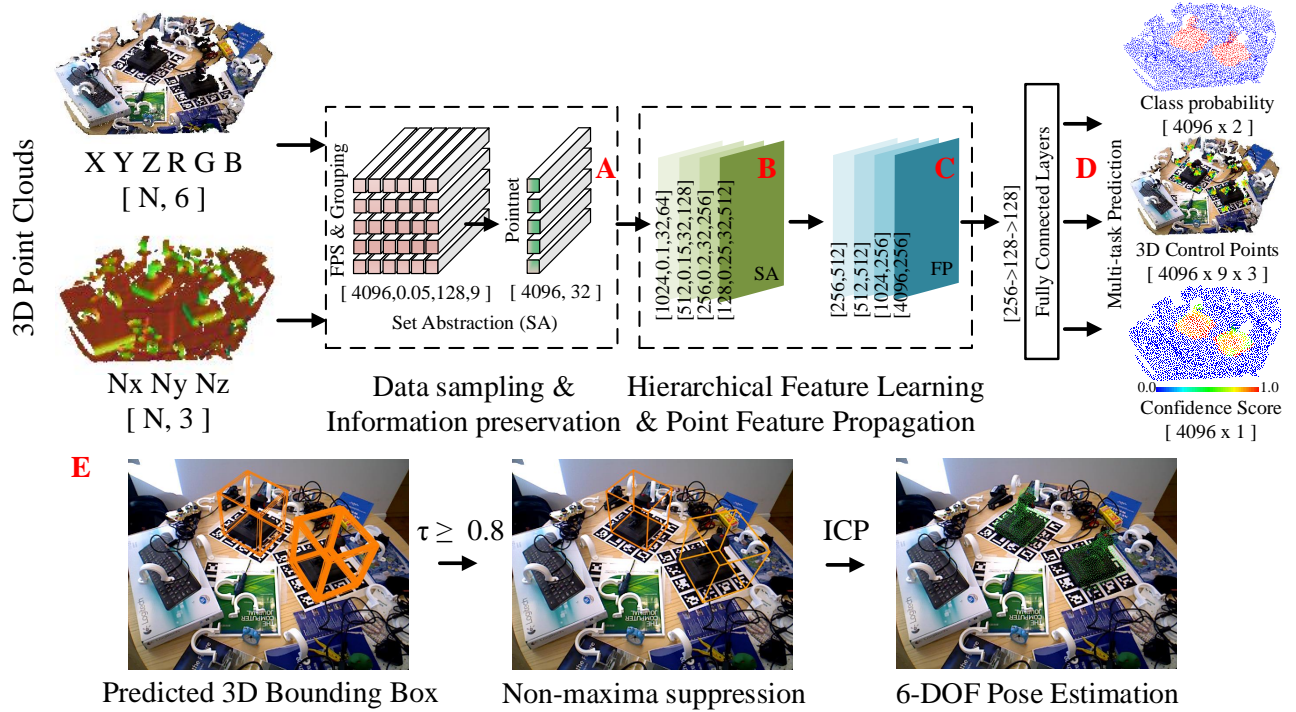 3D Point Clouds
X Y Z R G B
[ N, 6 ]
Nx Ny Nz
[ N, 3 ]
FPS & Grouping
Pointnet
A
[ 4096,0.05,128,9 ]
[ 4096, 32 ]
Set Abstraction (SA)
Data sampling &
Information preservation
B
[1024,0.1,32,64]
[512,0.15,32,128]
[256,0.2,32,256]
[128,0.25,32,512]
SA
C
[256,512]
[512,512]
[1024,256]
[4096,256]
FP
Hierarchical Feature Learning
& Point Feature Propagation
[256->128->128]
Fully Connected Layers
D
Multi-task Prediction
Class probability
[ 4096 x 2 ]
3D Control Points
[ 4096 x 9 x 3 ]
0.0
1.0
Confidence Score
[ 4096 x 1 ]
E
τ ≥ 0.8
ICP
Predicted 3D Bounding Box
Non-maxima suppression
6-DOF Pose Estimation